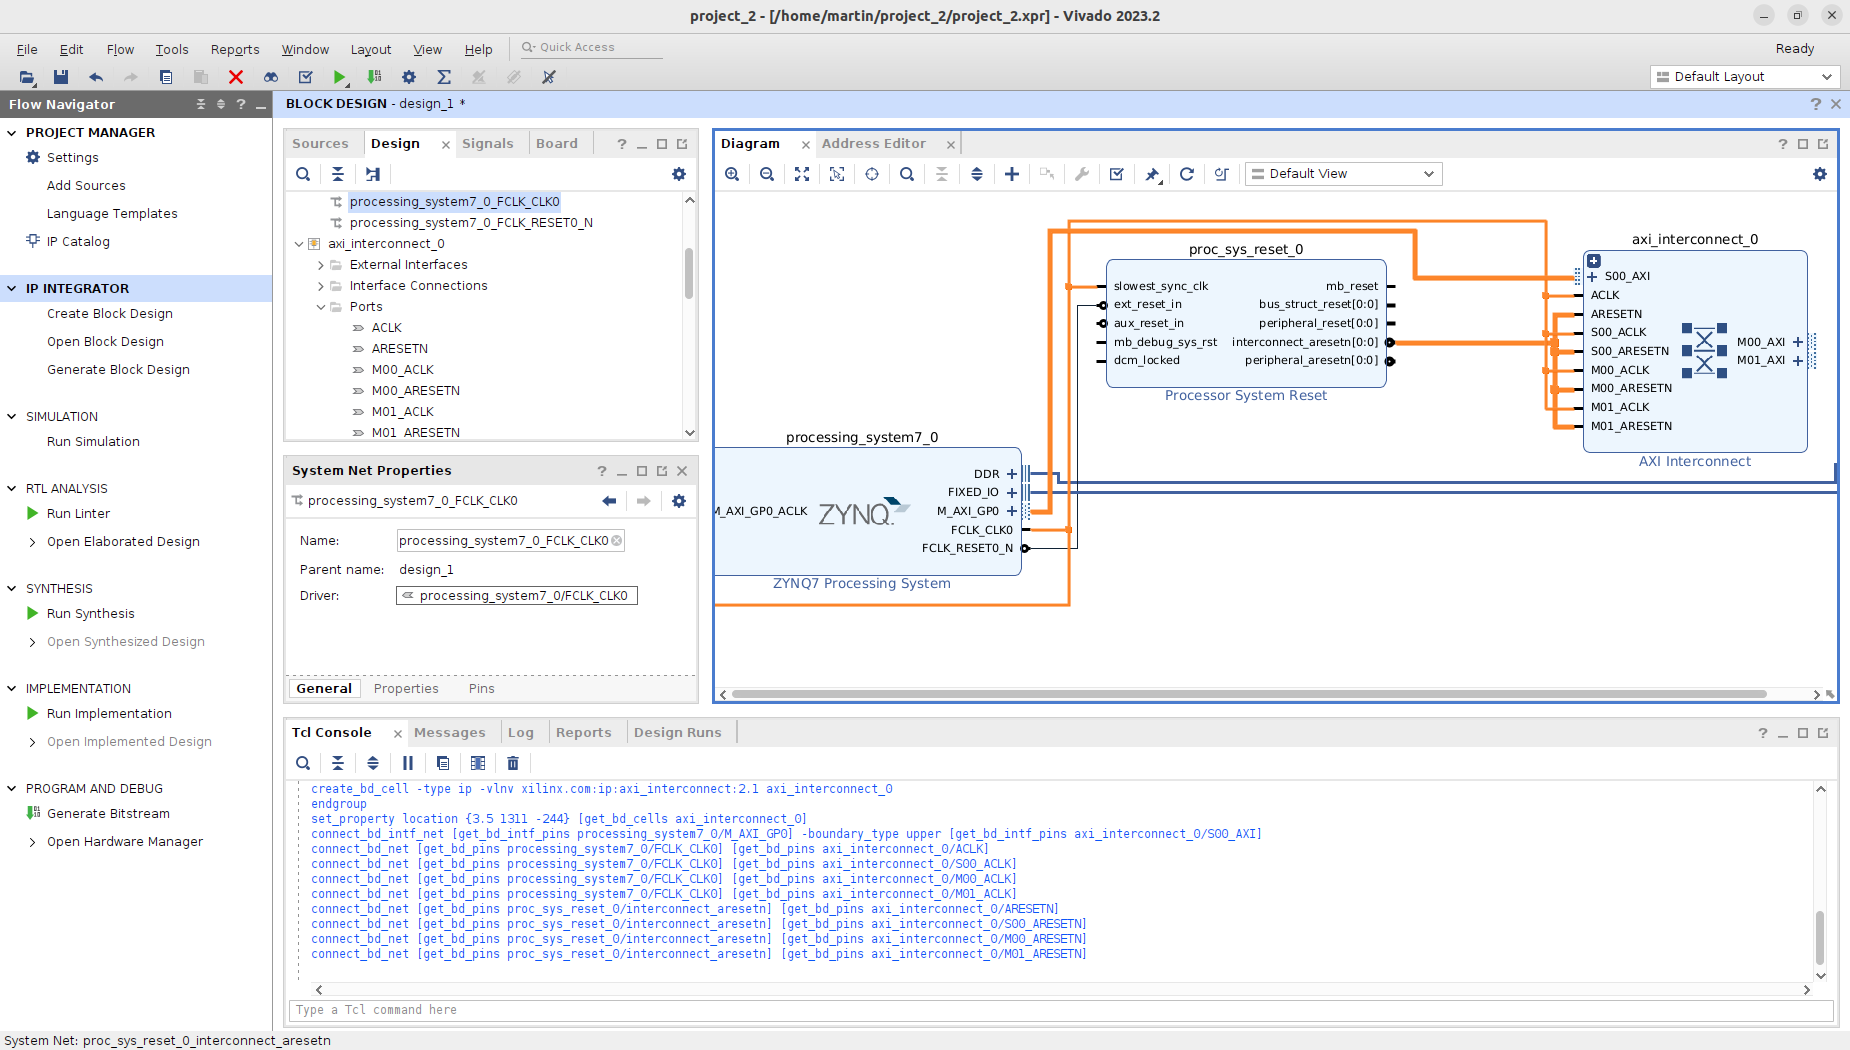 project_2 - [/home/martin/project_2/project_2.xpr] - Vivado 2023.2
File Edit Flow Tools Reports Window Layout View Help Quick Access Ready
Default Layout
Flow Navigator
PROJECT MANAGER
Settings
Add Sources
Language Templates
IP Catalog
IP INTEGRATOR
Create Block Design
Open Block Design
Generate Block Design
SIMULATION
Run Simulation
RTL ANALYSIS
Run Linter
Open Elaborated Design
SYNTHESIS
Run Synthesis
Open Synthesized Design
IMPLEMENTATION
Run Implementation
Open Implemented Design
PROGRAM AND DEBUG
Generate Bitstream
Open Hardware Manager
BLOCK DESIGN - design_1 *
Sources Design Signals Board
processing_system7_0_FCLK_CLK0
processing_system7_0_FCLK_RESET0_N
axi_interconnect_0
External Interfaces
Interface Connections
Ports
ACLK
ARESETN
M00_ACLK
M00_ARESETN
M01_ACLK
M01_ARESETN
System Net Properties
processing_system7_0_FCLK_CLK0
Name: processing_system7_0_FCLK_CLK0
Parent name: design_1
Driver: processing_system7_0/FCLK_CLK0
General Properties Pins
Diagram Address Editor
Default View
proc_sys_reset_0
slowest_sync_clk mb_reset
ext_reset_in bus_struct_reset[0:0]
aux_reset_in peripheral_reset[0:0]
mb_debug_sys_rst interconnect_aresetn[0:0]
dcm_locked peripheral_aresetn[0:0]
Processor System Reset
axi_interconnect_0
S00_AXI
ACLK
ARESETN
S00_ACLK
S00_ARESETN
M00_ACLK
M00_ARESETN
M01_ACLK
M01_ARESETN
M00_AXI
M01_AXI
AXI Interconnect
processing_system7_0
DDR
FIXED_IO
M_AXI_GP0_ACLK ZYNQ M_AXI_GP0
FCLK_CLK0
FCLK_RESET0_N
ZYNQ7 Processing System
Tcl Console Messages Log Reports Design Runs
create_bd_cell -type ip -vlnv xilinx.com:ip:axi_interconnect:2.1 axi_interconnect_0
endgroup
set_property location {3.5 1311 -244} [get_bd_cells axi_interconnect_0]
connect_bd_intf_net [get_bd_intf_pins processing_system7_0/M_AXI_GP0] -boundary_type upper [get_bd_intf_pins axi_interconnect_0/S00_AXI]
connect_bd_net [get_bd_pins processing_system7_0/FCLK_CLK0] [get_bd_pins axi_interconnect_0/ACLK]
connect_bd_net [get_bd_pins processing_system7_0/FCLK_CLK0] [get_bd_pins axi_interconnect_0/S00_ACLK]
connect_bd_net [get_bd_pins processing_system7_0/FCLK_CLK0] [get_bd_pins axi_interconnect_0/M00_ACLK]
connect_bd_net [get_bd_pins processing_system7_0/FCLK_CLK0] [get_bd_pins axi_interconnect_0/M01_ACLK]
connect_bd_net [get_bd_pins proc_sys_reset_0/interconnect_aresetn] [get_bd_pins axi_interconnect_0/ARESETN]
connect_bd_net [get_bd_pins proc_sys_reset_0/interconnect_aresetn] [get_bd_pins axi_interconnect_0/S00_ARESETN]
connect_bd_net [get_bd_pins proc_sys_reset_0/interconnect_aresetn] [get_bd_pins axi_interconnect_0/M00_ARESETN]
connect_bd_net [get_bd_pins proc_sys_reset_0/interconnect_aresetn] [get_bd_pins axi_interconnect_0/M01_ARESETN]
Type a Tcl command here
System Net: proc_sys_reset_0_interconnect_aresetn